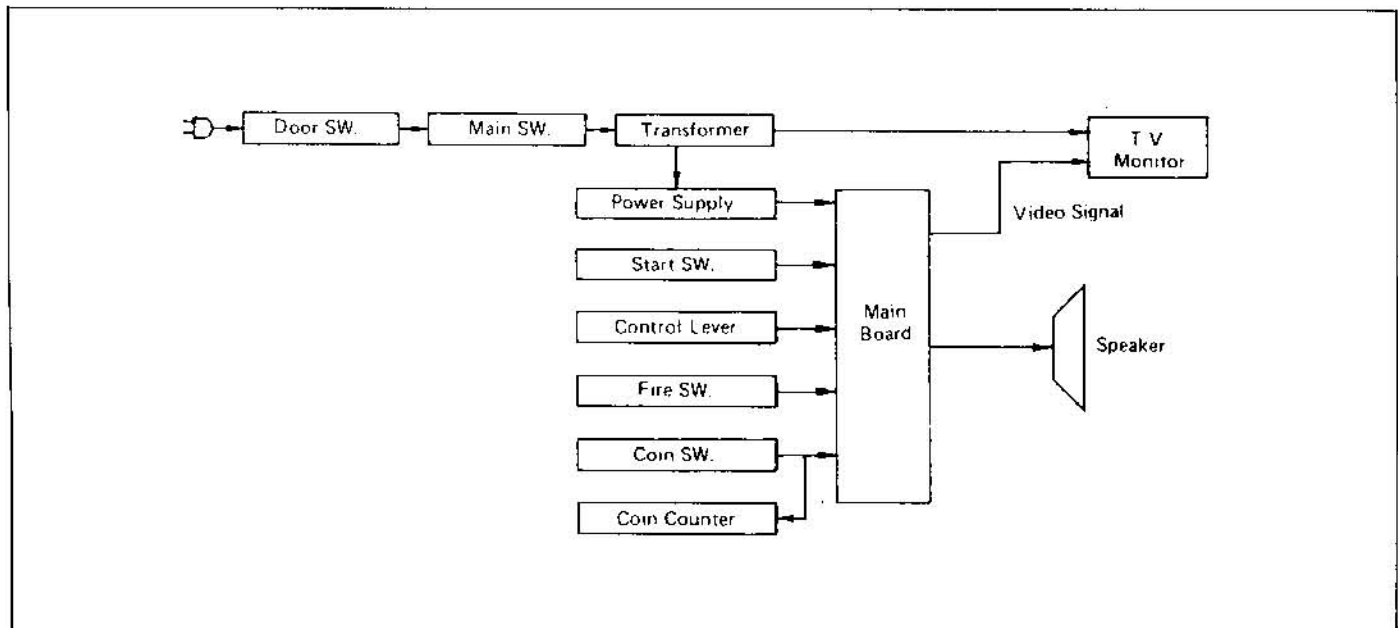 Door SW.
Main SW.
Transformer
T V
Monitor
Power Supply
Video Signal
Start SW.
Main
Board
Control Lever
Speaker
Fire SW.
Coin SW.
Coin Counter